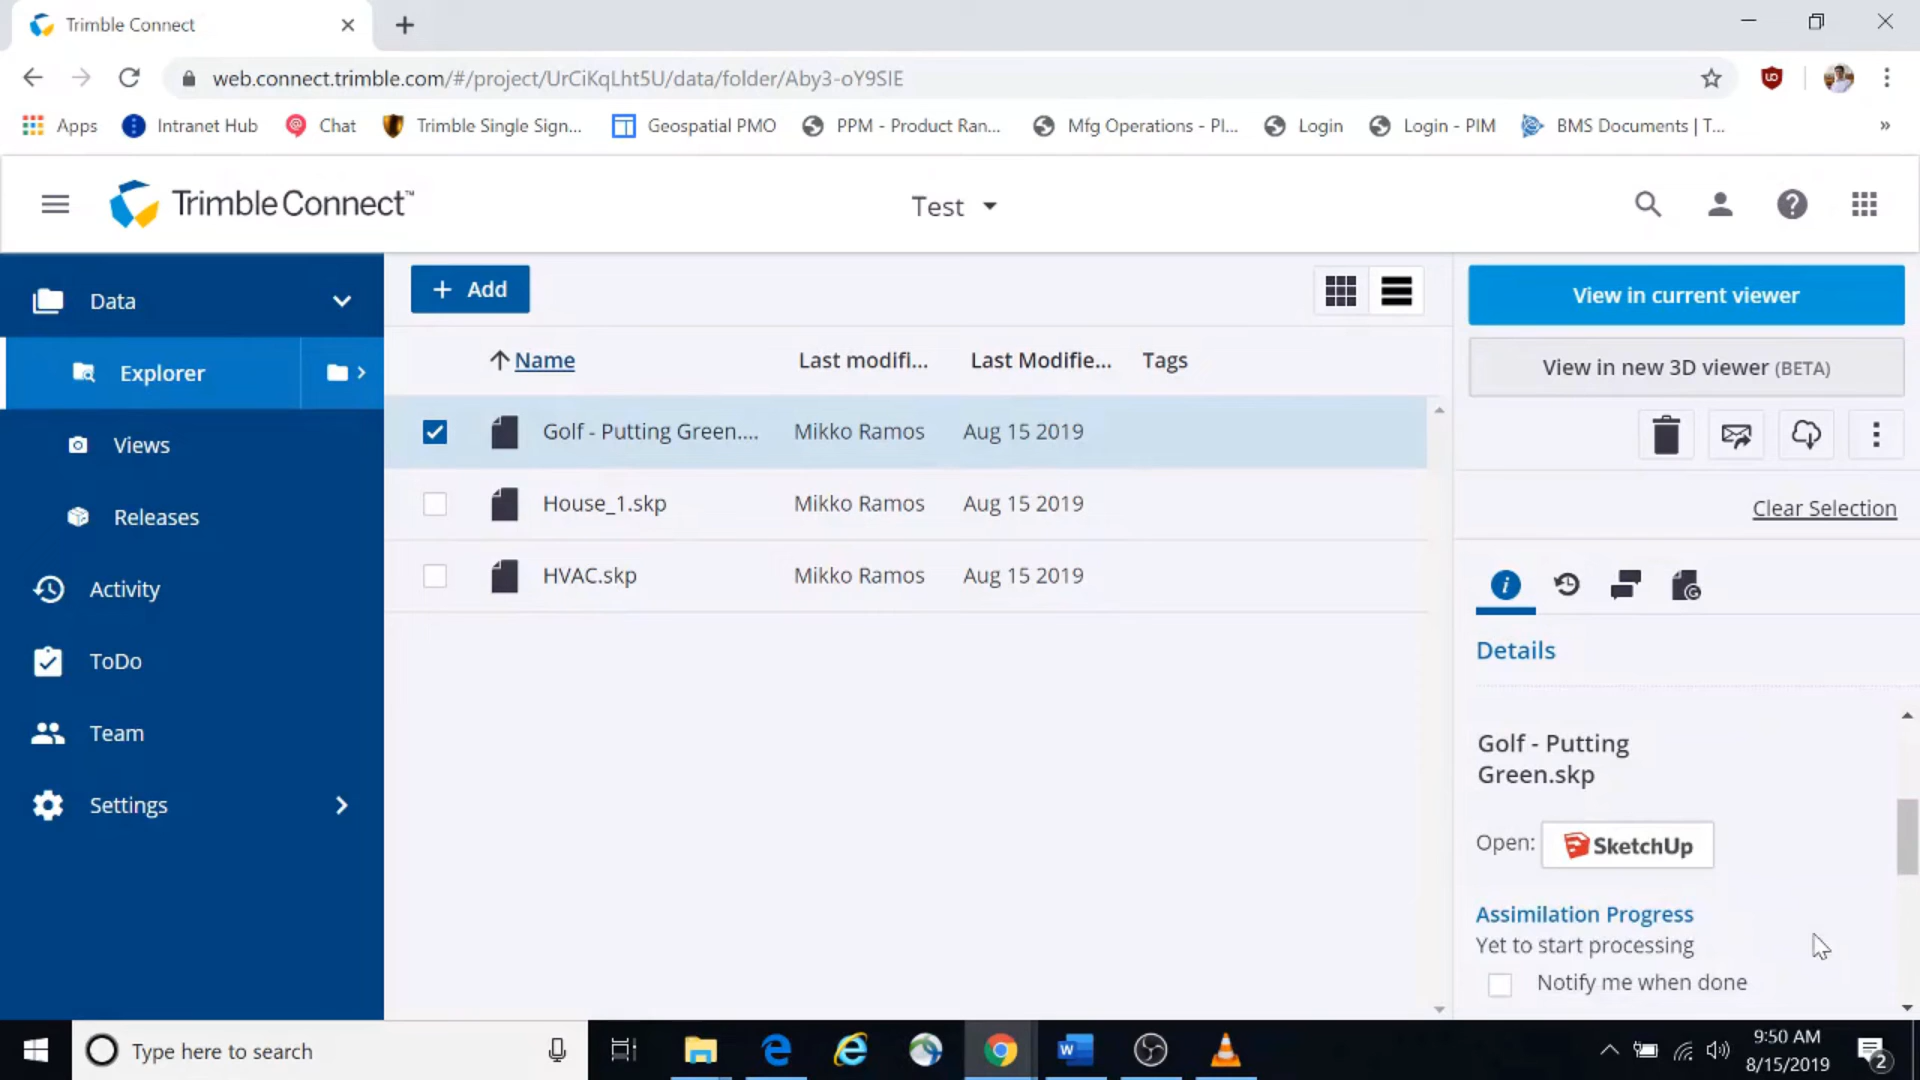 Trimble Connect
web.connect.trimble.com/#/project/UrCiKqLht5U/data/folder/Aby3-oY9SIE
Apps Intranet Hub Chat Trimble Single Sign... Geospatial PMO PPM - Product Ran... Mfg Operations - Pl... Login Login - PIM BMS Documents | T... »
Trimble Connect™ Test
Data
Explorer
Views
Releases
Activity
ToDo
Team
Settings
+ Add
Name Last modifi... Last Modifie... Tags
Golf - Putting Green.... Mikko Ramos Aug 15 2019
House_1.skp Mikko Ramos Aug 15 2019
HVAC.skp Mikko Ramos Aug 15 2019
View in current viewer
View in new 3D viewer (BETA)
Clear Selection
Details
Golf - Putting
Green.skp
Open: SketchUp
Assimilation Progress
Yet to start processing
Notify me when done
Type here to search
9:50 AM
8/15/2019
2